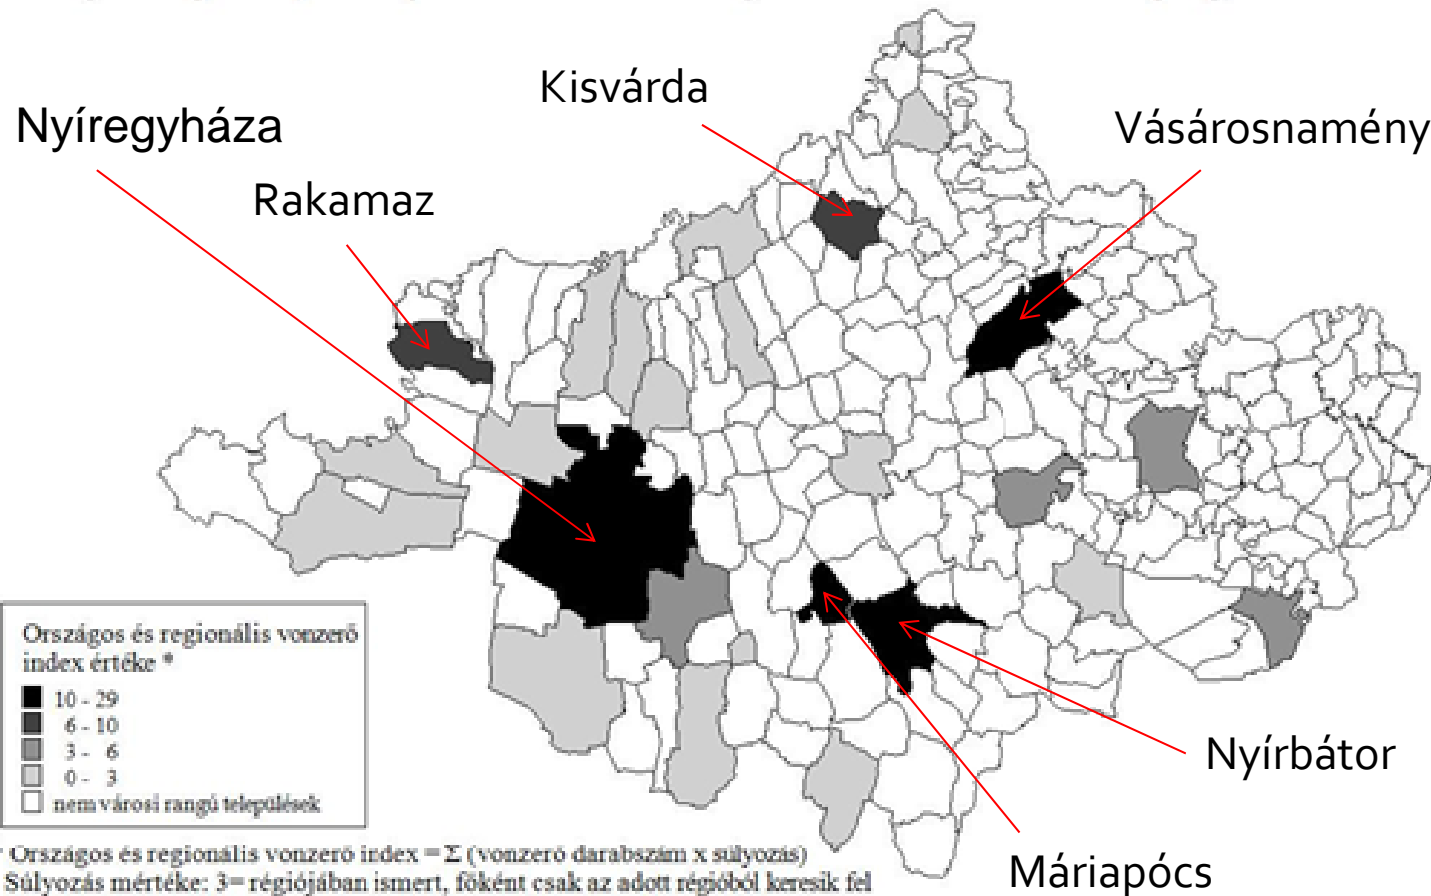 Kisvárda
Nyíregyháza
Vásárosnamény
Rakamaz
Országos és regionális vonzerő
index értéke *
10 - 29
6 - 10
3 - 6
0 - 3
nem városi rangú települések
Nyírbátor
Máriapócs
* Országos és regionális vonzerő index = Σ (vonzerő darabszám x súlyozás)
Súlyozás mértéke: 3= régiójában ismert, főként csak az adott régióból keresik fel